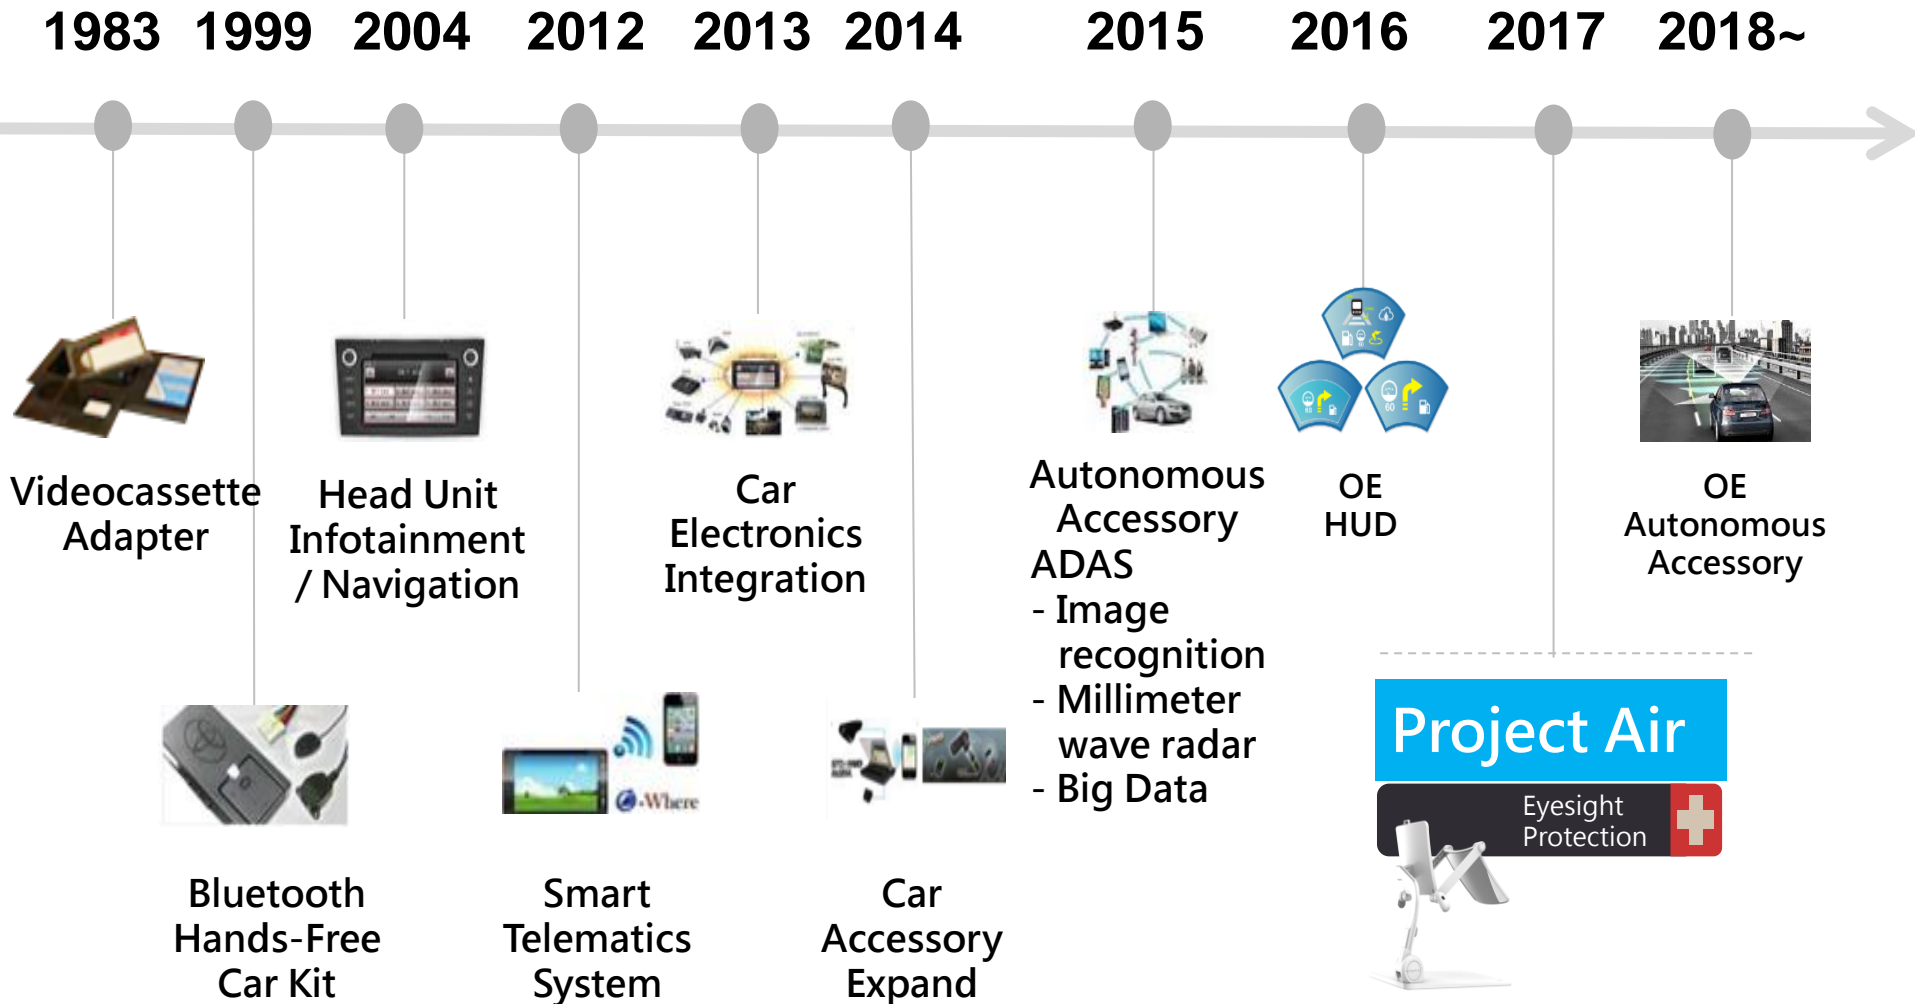 1983 1999 2004 2012 2013 2014 2015 2016 2017 2018~
Videocassette
Adapter
Head Unit
Infotainment
/ Navigation
Car
Electronics
Integration
Autonomous
Accessory
ADAS
- Image
recognition
- Millimeter
wave radar
- Big Data
OE
HUD
60
60
OE
Autonomous
Accessory
Bluetooth
Hands-Free
Car Kit
-Where
Smart
Telematics
System
Car
Accessory
Expand
Project Air
Eyesight
Protection